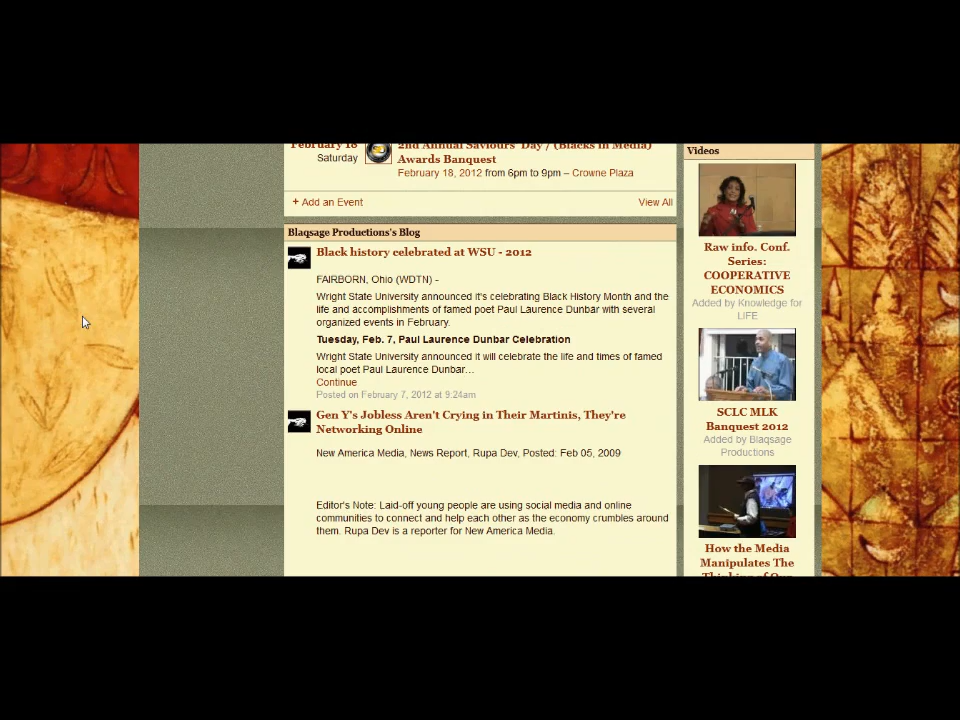 February 18
Saturday
2nd Annual Saviours' Day / (Blacks in Media)
Awards Banquest
February 18, 2012 from 6pm to 9pm – Crowne Plaza
+ Add an Event
View All
Blaqsage Productions's Blog
Black history celebrated at WSU - 2012
FAIRBORN, Ohio (WDTN) -
Wright State University announced it's celebrating Black History Month and the
life and accomplishments of famed poet Paul Laurence Dunbar with several
organized events in February.
Tuesday, Feb. 7, Paul Laurence Dunbar Celebration
Wright State University announced it will celebrate the life and times of famed
local poet Paul Laurence Dunbar…
Continue
Posted on February 7, 2012 at 9:24am
Gen Y's Jobless Aren't Crying in Their Martinis, They're
Networking Online
New America Media, News Report, Rupa Dev, Posted: Feb 05, 2009
Editor's Note: Laid-off young people are using social media and online
communities to connect and help each other as the economy crumbles around
them. Rupa Dev is a reporter for New America Media.
Videos
Raw info. Conf.
Series:
COOPERATIVE
ECONOMICS
Added by Knowledge for
LIFE
SCLC MLK
Banquest 2012
Added by Blaqsage
Productions
How the Media
Manipulates The
Thinking of Our